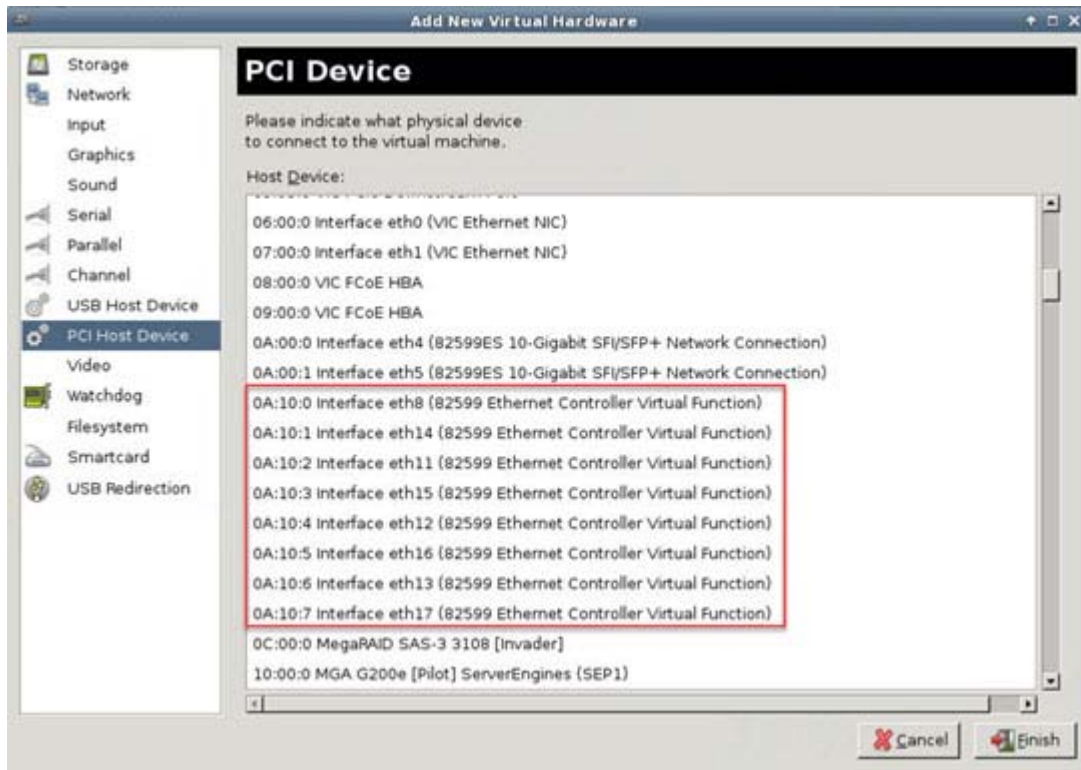 Add New Virtual Hardware
Storage
Network
Input
Graphics
Sound
Serial
Parallel
Channel
USB Host Device
PCI Host Device
Video
Watchdog
Filesystem
Smartcard
USB Redirection
PCI Device
Please indicate what physical device
to connect to the virtual machine.
Host Device:
06:00:0 Interface eth0 (VIC Ethernet NIC)
07:00:0 Interface eth1 (VIC Ethernet NIC)
08:00:0 VIC FCoE HBA
09:00:0 VIC FCoE HBA
0A:00:0 Interface eth4 (82599ES 10-Gigabit SFI/SFP+ Network Connection)
0A:00:1 Interface eth5 (82599ES 10-Gigabit SFI/SFP+ Network Connection)
0A:10:0 Interface eth8 (82599 Ethernet Controller Virtual Function)
0A:10:1 Interface eth14 (82599 Ethernet Controller Virtual Function)
0A:10:2 Interface eth11 (82599 Ethernet Controller Virtual Function)
0A:10:3 Interface eth15 (82599 Ethernet Controller Virtual Function)
0A:10:4 Interface eth12 (82599 Ethernet Controller Virtual Function)
0A:10:5 Interface eth16 (82599 Ethernet Controller Virtual Function)
0A:10:6 Interface eth13 (82599 Ethernet Controller Virtual Function)
0A:10:7 Interface eth17 (82599 Ethernet Controller Virtual Function)
0C:00:0 MegaRAID SAS-3 3108 [Invader]
10:00:0 MGA G200e [Pilot] ServerEngines (SEP1)
Cancel
Finish